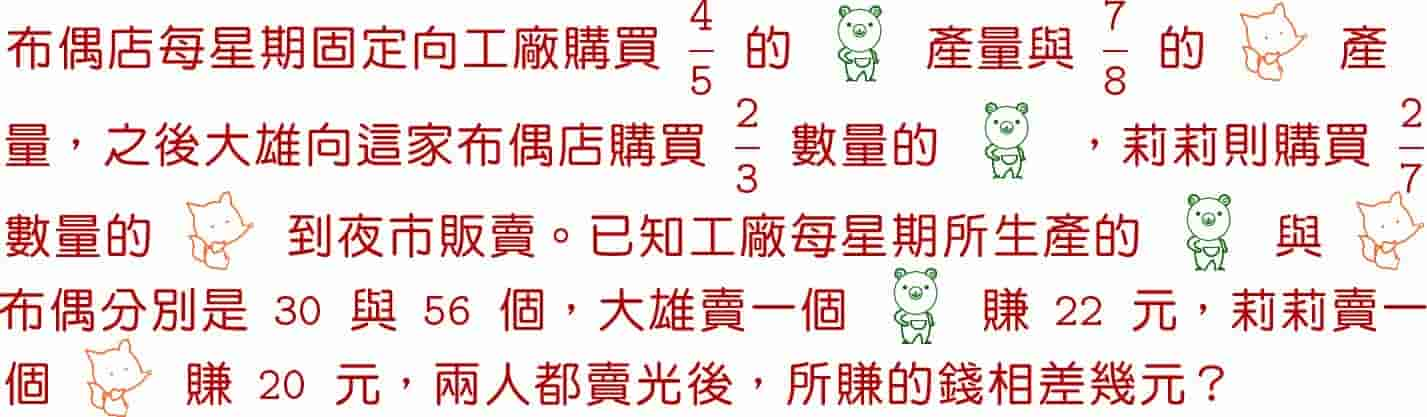 布偶店每星期固定向工廠購買 4/5 的 產量與 7/8 的 產
量，之後大雄向這家布偶店購買 2/3 數量的 ，莉莉則購買 2/7
數量的 到夜市販賣。已知工廠每星期所生產的 與
布偶分別是 30 與 56 個，大雄賣一個 賺 22 元，莉莉賣一
個 賺 20 元，兩人都賣光後，所賺的錢相差幾元？